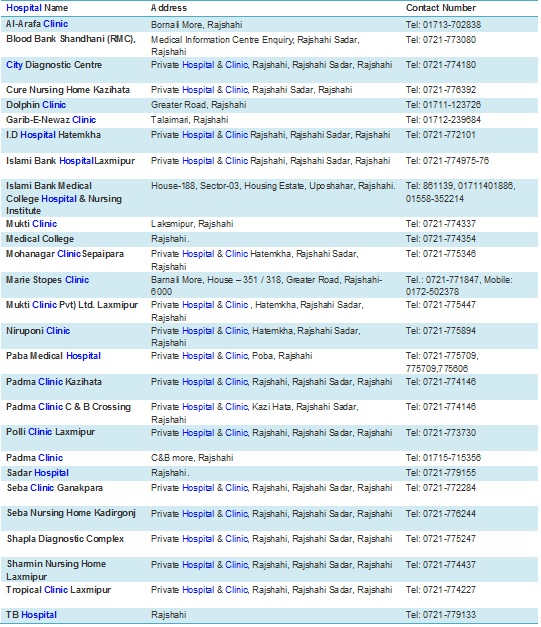 Hospital Name Address Contact Number
Al-Arafa Clinic Bornali More, Rajshahi Tel: 01713-702838
Blood Bank Shandhani (RMC), Medical Information Centre Enquiry, Rajshahi Sadar, Tel: 0721-773080
Rajshahi
City Diagnostic Centre Private Hospital & Clinic, Rajshahi, Rajshahi Sadar, Rajshahi Tel: 0721-774180
Cure Nursing Home Kazihata Private Hospital & Clinic, Rajshahi Sadar, Rajshahi Tel: 0721-776392
Dolphin Clinic Greater Road, Rajshahi Tel: 01711-123726
Garib-E-Newaz Clinic Talaimari, Rajshahi Tel: 01712-239684
I.D Hospital Hatemkha Private Hospital & Clinic Rajshahi, Rajshahi Sadar, Rajshahi Tel: 0721-772101
Islami Bank HospitalLaxmipur Private Hospital & Clinic Rajshahi, Rajshahi Sadar, Rajshahi Tel: 0721-774975-76
Islami Bank Medical House-188, Sector-03, Housing Estate, Uposhahar, Rajshahi. Tel: 861139, 01711401886,
College Hospital & Nursing 01558-352214
Institute
Mukti Clinic Laksmipur, Rajshahi Tel: 0721-774337
Medical College Rajshahi. Tel: 0721-774354
Mohanagar ClinicSepaipara Private Hospital & Clinic Hatemkha, Rajshahi Sadar, Tel: 0721-775346
Rajshahi
Marie Stopes Clinic Barnali More, House – 351 / 318, Greater Road, Rajshahi- Tel.: 0721-771847, Mobile:
6000 0172-502378
Mukti Clinic Pvt) Ltd. Laxmipur Private Hospital & Clinic , Hatemkha, Rajshahi Sadar, Tel: 0721-775447
Rajshahi
Niruponi Clinic Private Hospital & Clinic, Hatemkha, Rajshahi Sadar, Tel: 0721-775894
Rajshahi
Paba Medical Hospital Private Hospital & Clinic, Poba, Rajshahi Tel: 0721-775709,
775709,775606
Padma Clinic Kazihata Private Hospital & Clinic, Rajshahi, Rajshahi Sadar, Rajshahi Tel: 0721-774146
Padma Clinic C & B Crossing Private Hospital & Clinic, Kazi Hata, Rajshahi Sadar, Tel: 0721-774146
Rajshahi
Polli Clinic Laxmipur Private Hospital & Clinic, Rajshahi, Rajshahi Sadar, Rajshahi Tel: 0721-773730
Padma Clinic C&B more, Rajshahi Tel: 01715-715356
Sadar Hospital Rajshahi. Tel: 0721-779155
Seba Clinic Ganakpara Private Hospital & Clinic, Rajshahi, Rajshahi Sadar, Rajshahi Tel: 0721-772284
Seba Nursing Home Kadirgonj Private Hospital & Clinic, Rajshahi, Rajshahi Sadar, Rajshahi Tel: 0721-776244
Shapla Diagnostic Complex Private Hospital & Clinic, Rajshahi, Rajshahi Sadar, Rajshahi Tel: 0721-775247
Sharmin Nursing Home Private Hospital & Clinic, Rajshahi, Rajshahi Sadar, Rajshahi Tel: 0721-774437
Laxmipur
Tropical Clinic Laxmipur Private Hospital & Clinic, Rajshahi, Rajshahi Sadar, Rajshahi Tel: 0721-774227
TB Hospital Rajshahi Tel: 0721-779133